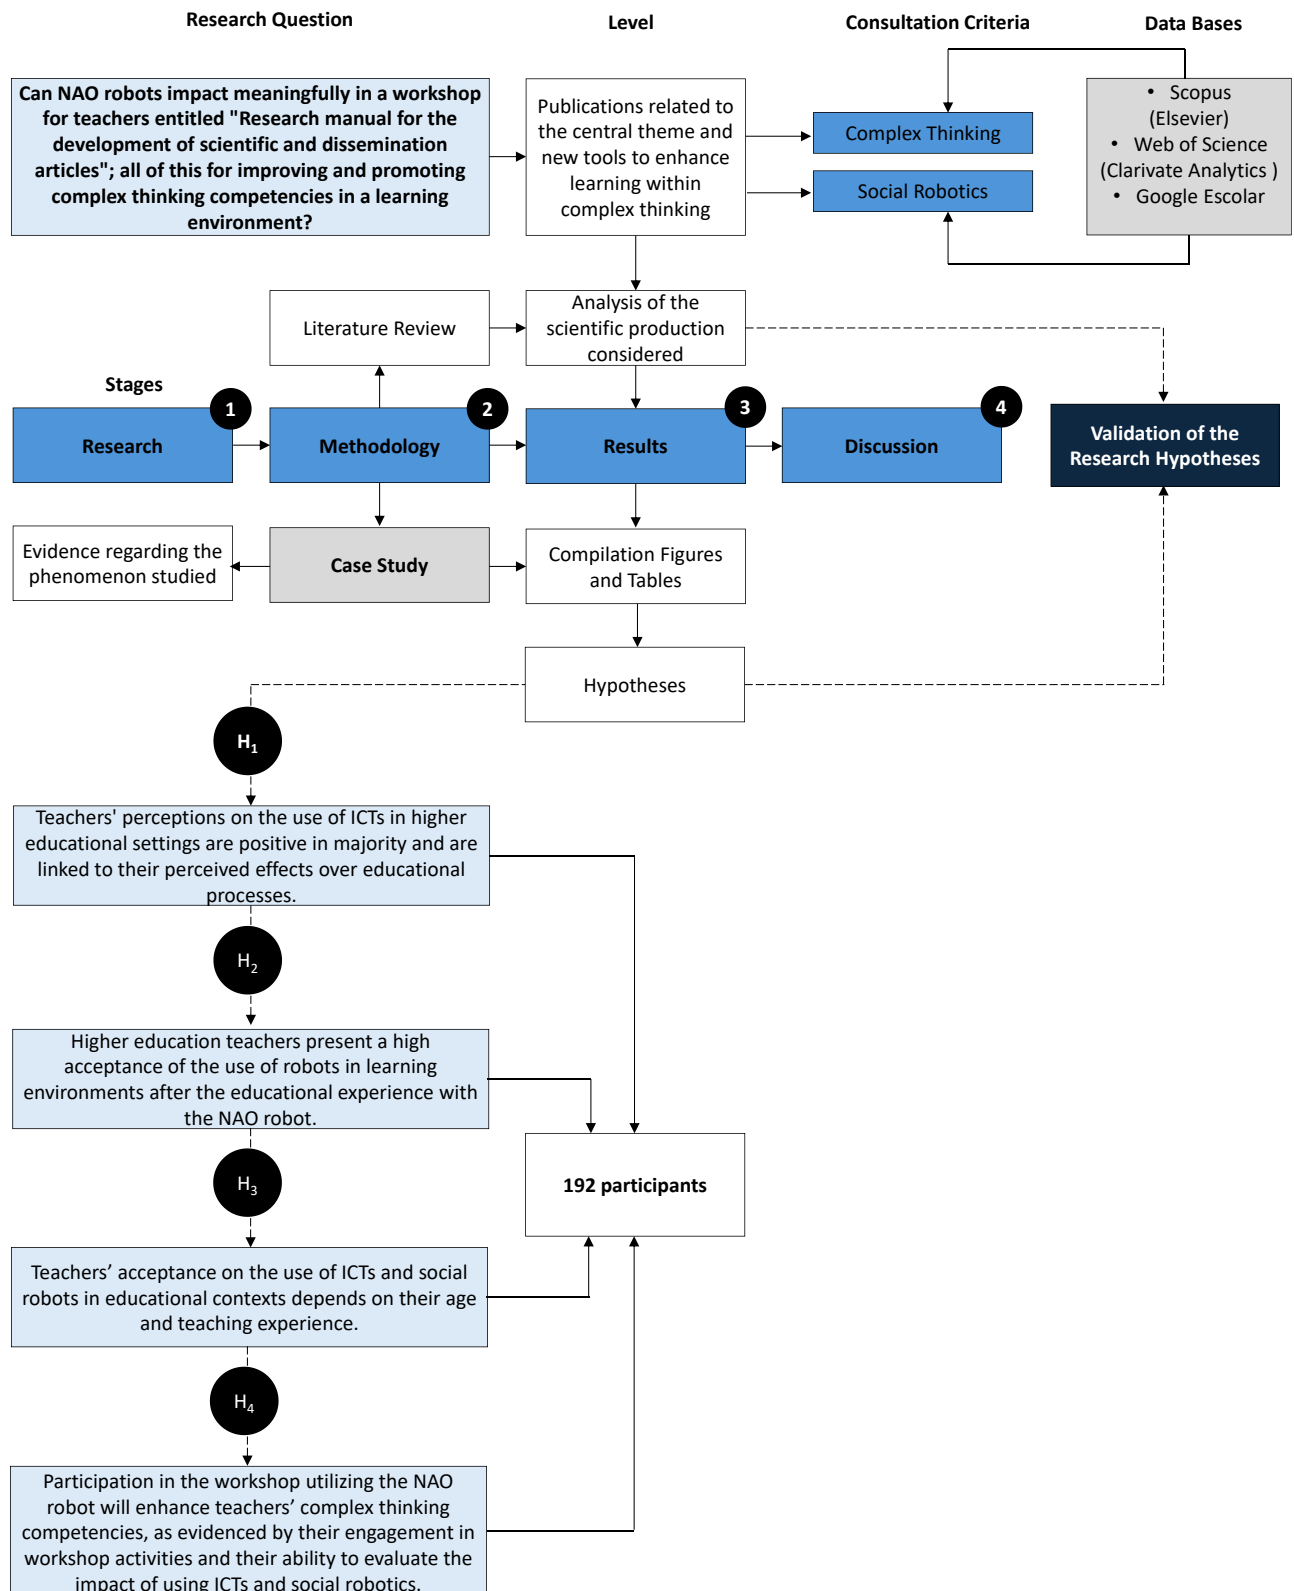 Research Question
Level
Consultation Criteria
Data Bases
Can NAO robots impact meaningfully in a workshop
for teachers entitled "Research manual for the
development of scientific and dissemination
articles"; all of this for improving and promoting
complex thinking competencies in a learning
environment?
Publications related to
the central theme and
new tools to enhance
learning within
complex thinking
Complex Thinking
Social Robotics
• Scopus
(Elsevier)
• Web of Science
(Clarivate Analytics )
• Google Escolar
Literature Review
Analysis of the
scientific production
considered
Stages
1
Research
2
Methodology
3
Results
4
Discussion
Validation of the
Research Hypotheses
Evidence regarding the
phenomenon studied
Case Study
Compilation Figures
and Tables
Hypotheses
H1
Teachers' perceptions on the use of ICTs in higher
educational settings are positive in majority and are
linked to their perceived effects over educational
processes.
H2
Higher education teachers present a high
acceptance of the use of robots in learning
environments after the educational experience with
the NAO robot.
192 participants
H3
Teachers’ acceptance on the use of ICTs and social
robots in educational contexts depends on their age
and teaching experience.
H4
Participation in the workshop utilizing the NAO
robot will enhance teachers’ complex thinking
competencies, as evidenced by their engagement in
workshop activities and their ability to evaluate the
impact of using ICTs and social robotics.